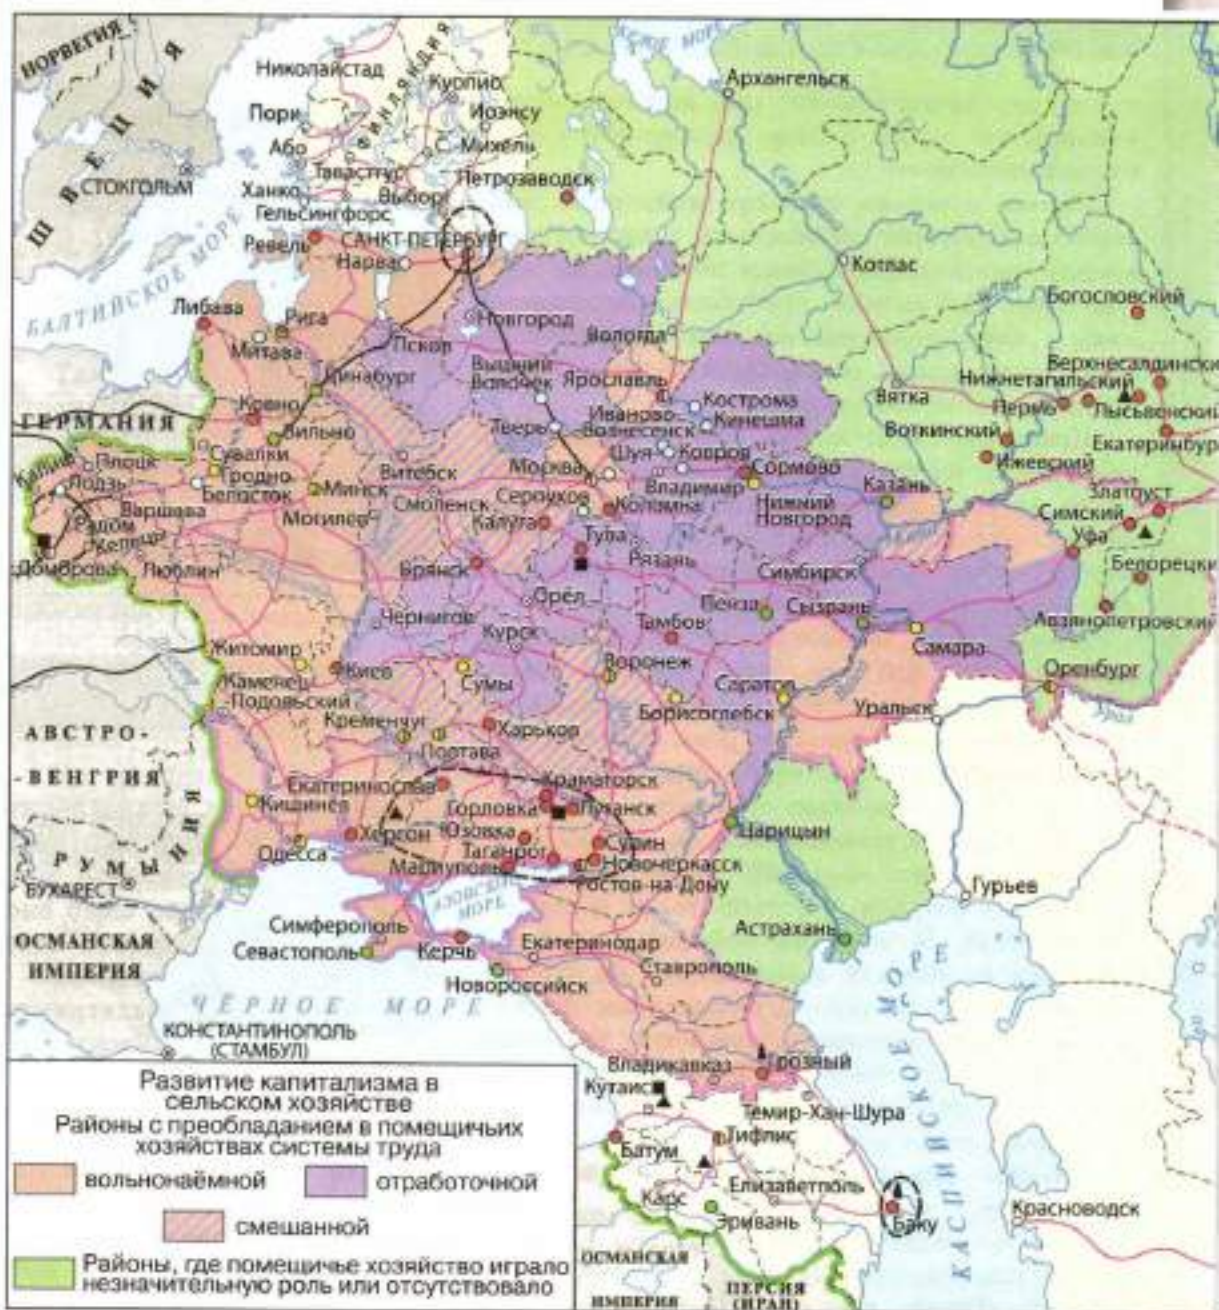 НОРВЕГИЯ
ШВЕЦИЯ
СТОКГОЛЬМ
Николайстад
ФИНЛЯНДИЯ
Куопио
Пори
Иоэнсу
Або
С.-Михель
Тавастгус
Ханко
Выборг
Гельсингфорс
Петрозаводск
Архангельск
Ревель
САНКТ-ПЕТЕРБУРГ
Нарва
Котлас
БАЛТИЙСКОЕ МОРЕ
Либава
Рига
Митава
Псков
Новгород
Вологда
Богословский
Динабург
Вышний
Волочек
Ярославль
Кострома
Кинешма
Вятка
Верхнесалдински
Нижнетагильский
Пермь
Лысьвенский
Екатеринбург
ГЕРМАНИЯ
Ковно
Вильно
Тверь
Иваново-
Вознесенск
Шуя
Ковров
Воткинский
Ижевский
Калиш
Плоцк
Сувалки
Гродно
Витебск
Москва
Владимир
Сормово
Казань
Лодзь
Белосток
Минск
Смоленск
Серпухов
Коломна
Нижний
Новгород
Златоуст
Симский
Варшава
Радом
Могилев
Калуга
Тула
Рязань
Уфа
Кельцы
Домброва
Люблин
Брянск
Симбирск
Белорецки
Чернигов
Орёл
Пенза
Сызрань
Авзянопетровски
Курск
Тамбов
Самара
Житомир
Киев
Сумы
Воронеж
Саратов
Оренбург
Каменец-
Подольский
Борисоглебск
Уральск
Урал
АВСТРО-
-ВЕНГРИЯ
Кременчуг
Полтава
Харьков
Екатеринослав
Краматорск
Кишинёв
Горловка
Луганск
Царицын
РУМЫНИЯ
Херсон
Юзовка
Сулин
Одесса
Таганрог
Новочеркасск
Мариуполь
Ростов-на-Дону
БУХАРЕСТ
АЗОВСКОЕ
МОРЕ
Гурьев
ОСМАНСКАЯ
ИМПЕРИЯ
Симферополь
Севастополь
Керчь
Екатеринодар
Астрахань
Ставрополь
Новороссийск
ЧЁРНОЕ МОРЕ
КАСПИЙСКОЕ МОРЕ
КОНСТАНТИНОПОЛЬ
(СТАМБУЛ)
Владикавказ
Грозный
Кутаис
Темир-Хан-Шура
Батум
Тифлис
Карс
Елизаветполь
Эривань
Баку
Красноводск
ОСМАНСКАЯ
ИМПЕРИЯ
ПЕРСИЯ
(ИРАН)
Развитие капитализма в
сельском хозяйстве
Районы с преобладанием в помещичьих
хозяйствах системы труда
вольнонаёмной
отработочной
смешанной
Районы, где помещичье хозяйство играло
незначительную роль или отсутствовало